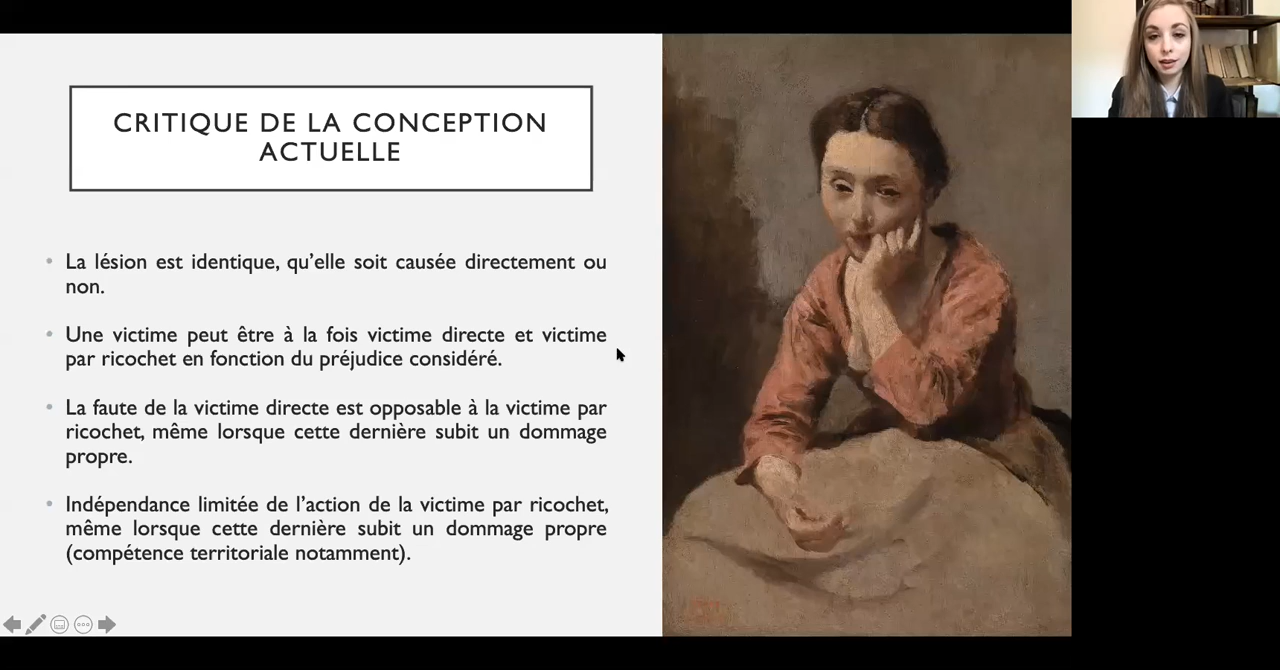 CRITIQUE DE LA CONCEPTION
ACTUELLE
• La lésion est identique, qu’elle soit causée directement ou
non.
• Une victime peut être à la fois victime directe et victime
par ricochet en fonction du préjudice considéré.
• La faute de la victime directe est opposable à la victime par
ricochet, même lorsque cette dernière subit un dommage
propre.
• Indépendance limitée de l’action de la victime par ricochet,
même lorsque cette dernière subit un dommage propre
(compétence territoriale notamment).